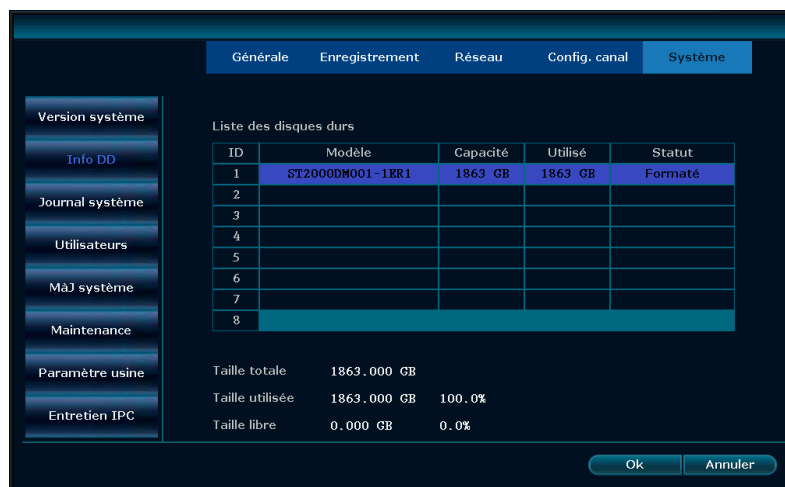 Générale Enregistrement Réseau Config. canal Système
Version système
Info DD
Journal système
Utilisateurs
MàJ système
Maintenance
Paramètre usine
Entretien IPC
Liste des disques durs
ID Modèle Capacité Utilisé Statut
1 ST2000DM001-1ER1 1863 GB 1863 GB Formaté
2
3
4
5
6
7
8
Taille totale 1863.000 GB
Taille utilisée 1863.000 GB 100.0%
Taille libre 0.000 GB 0.0%
Ok Annuler